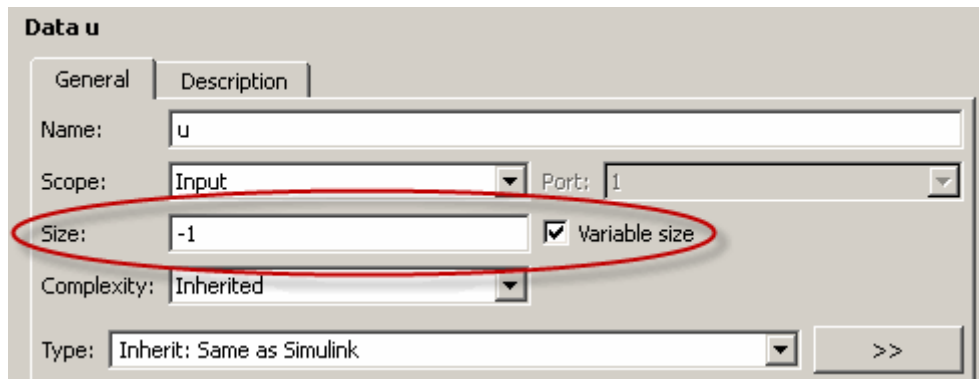 Data u
General Description
Name: u
Scope: Input Port: 1
Size: -1 Variable size
Complexity: Inherited
Type: Inherit: Same as Simulink >>